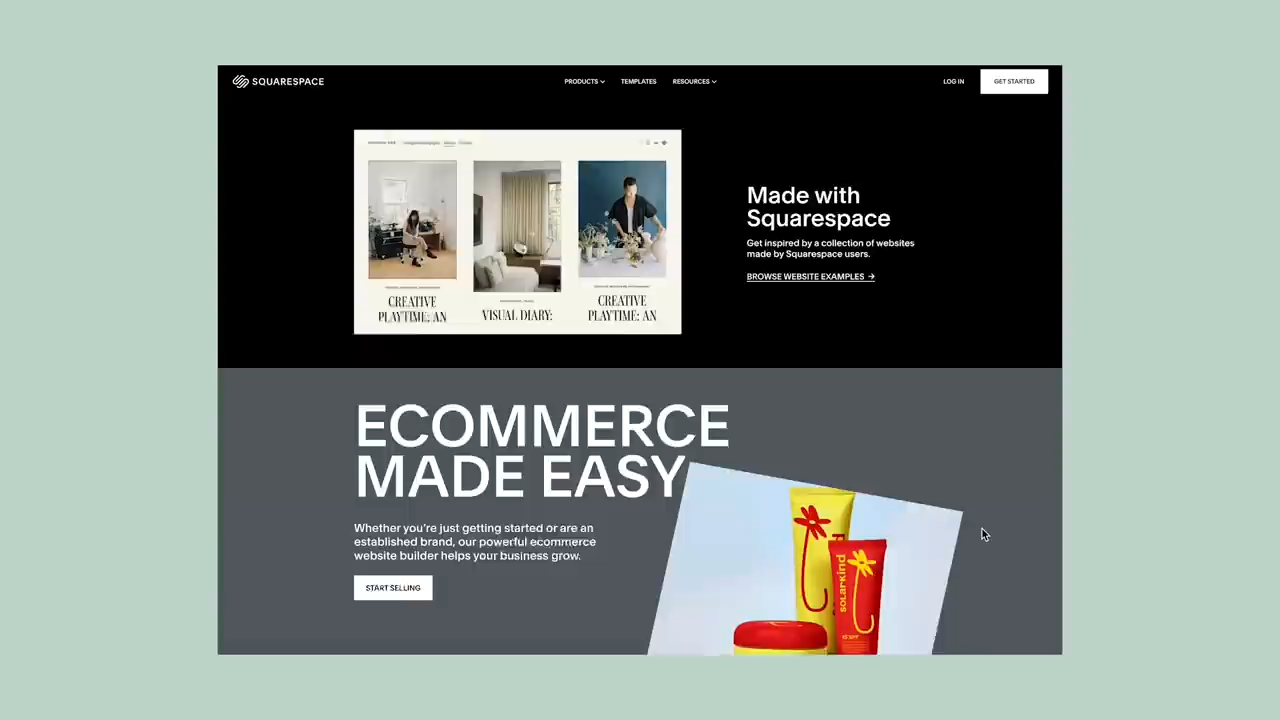 SQUARESPACE
PRODUCTS
TEMPLATES
RESOURCES
LOG IN
GET STARTED
CREATIVE
PLAYTIME: AN
VISUAL DIARY:
CREATIVE
PLAYTIME: AN
Made with
Squarespace
Get inspired by a collection of websites
made by Squarespace users.
BROWSE WEBSITE EXAMPLES →
ECOMMERCE
MADE EASY
Whether you're just getting started or are an
established brand, our powerful ecommerce
website builder helps your business grow.
START SELLING
solarkind